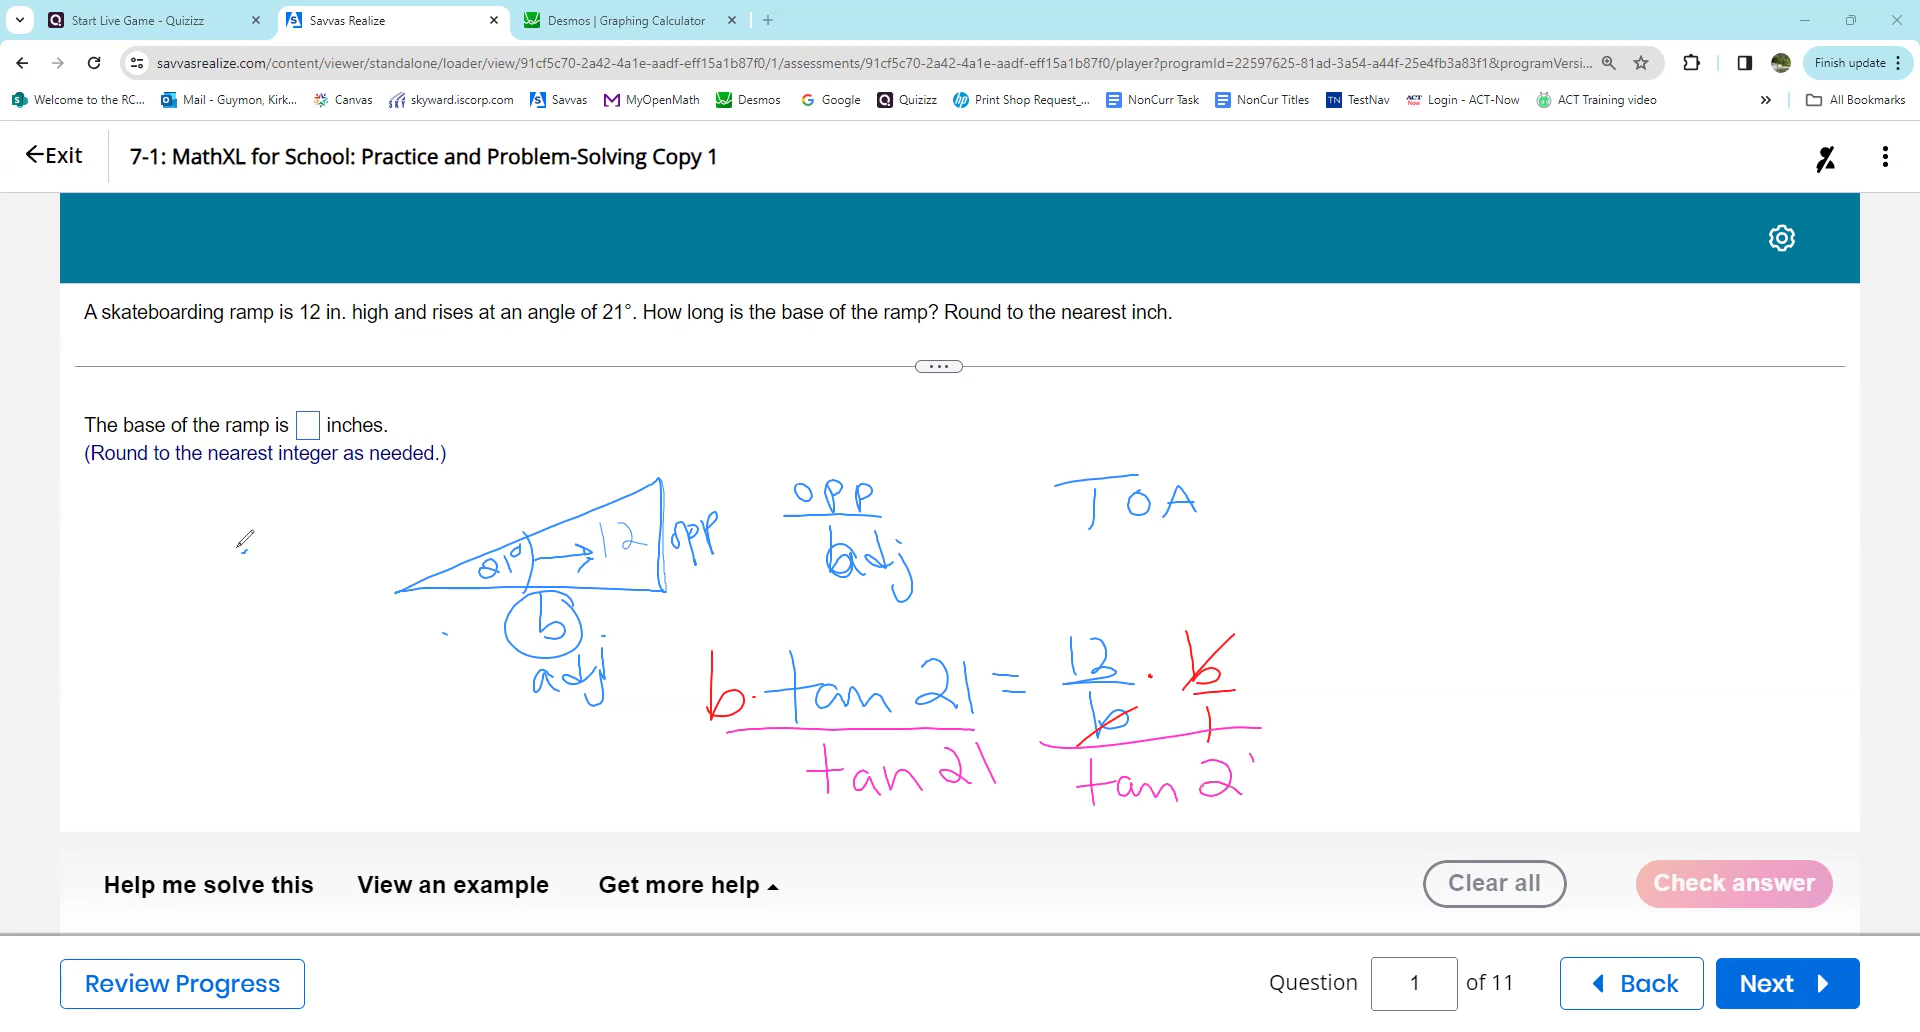 Start Live Game - Quizizz
Savvas Realize
Desmos | Graphing Calculator
savvasrealize.com/content/viewer/standalone/loader/view/91cf5c70-2a42-4a1e-aadf-eff15a1b87f0/1/assessments/91cf5c70-2a42-4a1e-aadf-eff15a1b87f0/player?programId=22597625-81ad-3a54-a44f-25e4fb3a83f1&programVersi...
Finish update
Welcome to the RC... Mail - Guymon, Kirk... Canvas skyward.iscorp.com Savvas MyOpenMath Desmos Google Quizizz Print Shop Request_... NonCurr Task NonCur Titles TN TestNav ACT Now Login - ACT-Now ACT Training video » All Bookmarks
Exit
7-1: MathXL for School: Practice and Problem-Solving Copy 1
A skateboarding ramp is 12 in. high and rises at an angle of 21°. How long is the base of the ramp? Round to the nearest inch.
The base of the ramp is inches.
(Round to the nearest integer as needed.)
opp
adj
TOA
21°
12
opp
b
adj
b · tan 21 = 12/b · b/1
tan 21 tan 2'
Help me solve this View an example Get more help
Clear all Check answer
Review Progress
Question 1 of 11
Back Next